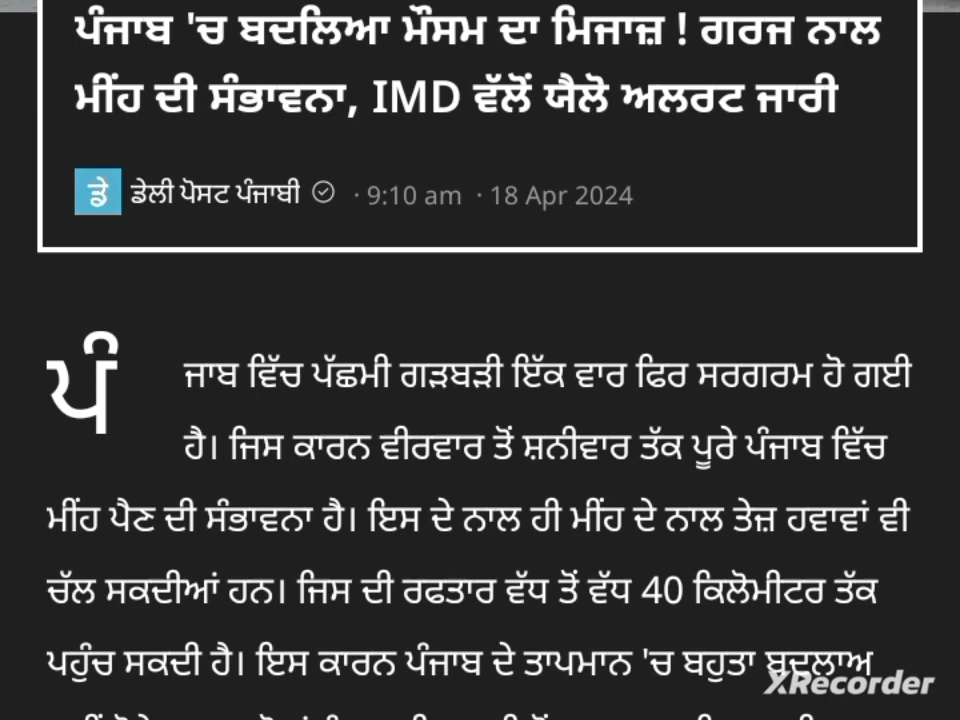 ਪੰਜਾਬ 'ਚ ਬਦਲਿਆ ਮੌਸਮ ਦਾ ਮਿਜਾਜ਼ ! ਗਰਜ ਨਾਲ
ਮੀਂਹ ਦੀ ਸੰਭਾਵਨਾ, IMD ਵੱਲੋਂ ਯੈਲੋ ਅਲਰਟ ਜਾਰੀ
ਡੇ ਡੇਲੀ ਪੋਸਟ ਪੰਜਾਬੀ · 9:10 am · 18 Apr 2024
ਪੰਜਾਬ ਵਿੱਚ ਪੱਛਮੀ ਗੜਬੜੀ ਇੱਕ ਵਾਰ ਫਿਰ ਸਰਗਰਮ ਹੋ ਗਈ
ਹੈ। ਜਿਸ ਕਾਰਨ ਵੀਰਵਾਰ ਤੋਂ ਸ਼ਨੀਵਾਰ ਤੱਕ ਪੂਰੇ ਪੰਜਾਬ ਵਿੱਚ
ਮੀਂਹ ਪੈਣ ਦੀ ਸੰਭਾਵਨਾ ਹੈ। ਇਸ ਦੇ ਨਾਲ ਹੀ ਮੀਂਹ ਦੇ ਨਾਲ ਤੇਜ਼ ਹਵਾਵਾਂ ਵੀ
ਚੱਲ ਸਕਦੀਆਂ ਹਨ। ਜਿਸ ਦੀ ਰਫਤਾਰ ਵੱਧ ਤੋਂ ਵੱਧ 40 ਕਿਲੋਮੀਟਰ ਤੱਕ
ਪਹੁੰਚ ਸਕਦੀ ਹੈ। ਇਸ ਕਾਰਨ ਪੰਜਾਬ ਦੇ ਤਾਪਮਾਨ 'ਚ ਬਹੁਤਾ ਬਦਲਾਅ
XRecorder